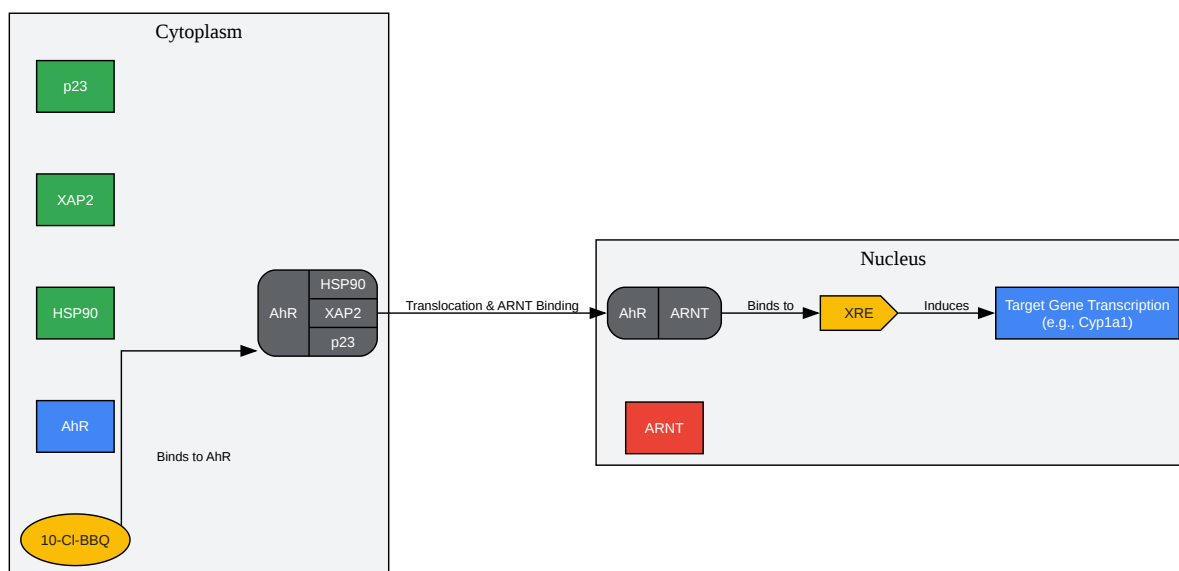 Cytoplasm
p23
XAP2
HSP90
AhR
10-Cl-BBQ
Binds to AhR
AhR
HSP90
XAP2
p23
Translocation & ARNT Binding
Nucleus
AhR
ARNT
Binds to
XRE
Induces
Target Gene Transcription
(e.g., Cyp1a1)
ARNT